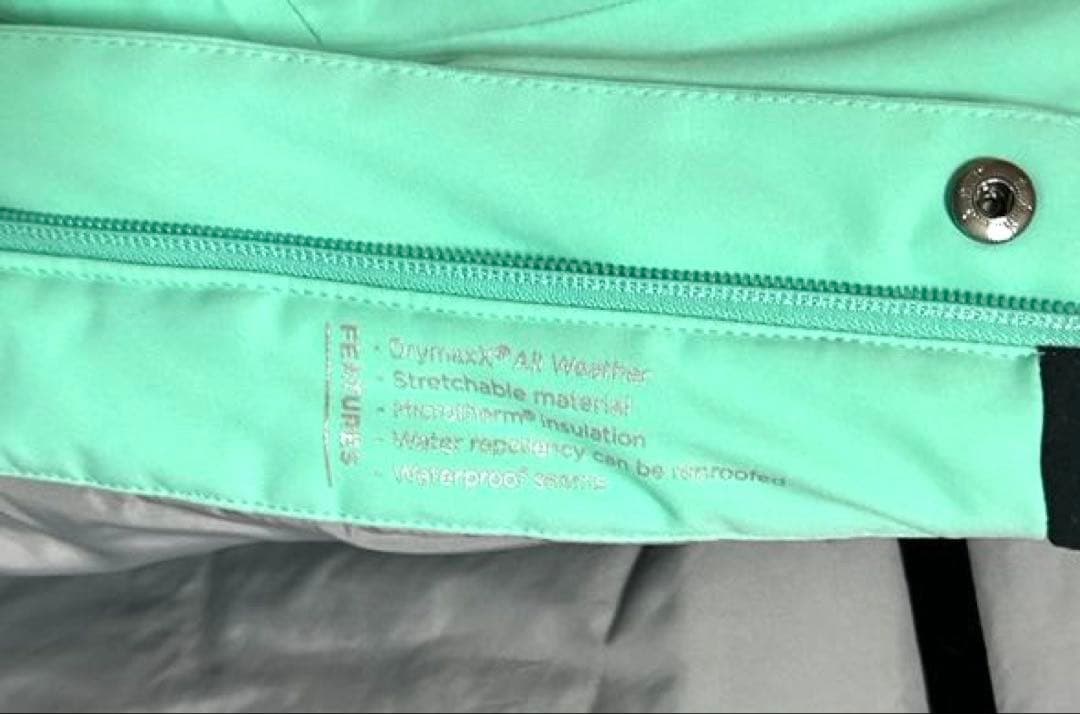 FEATURES
· DrymaxX® All Weather
· Stretchable material
· insulation
· Water repellency can be reproofed
· Waterproof seams